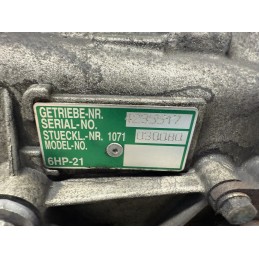 GETRIEBE-NR.
SERIAL-NO.
STUECKL.-NR. 1071
MODEL-NO.
6HP-21